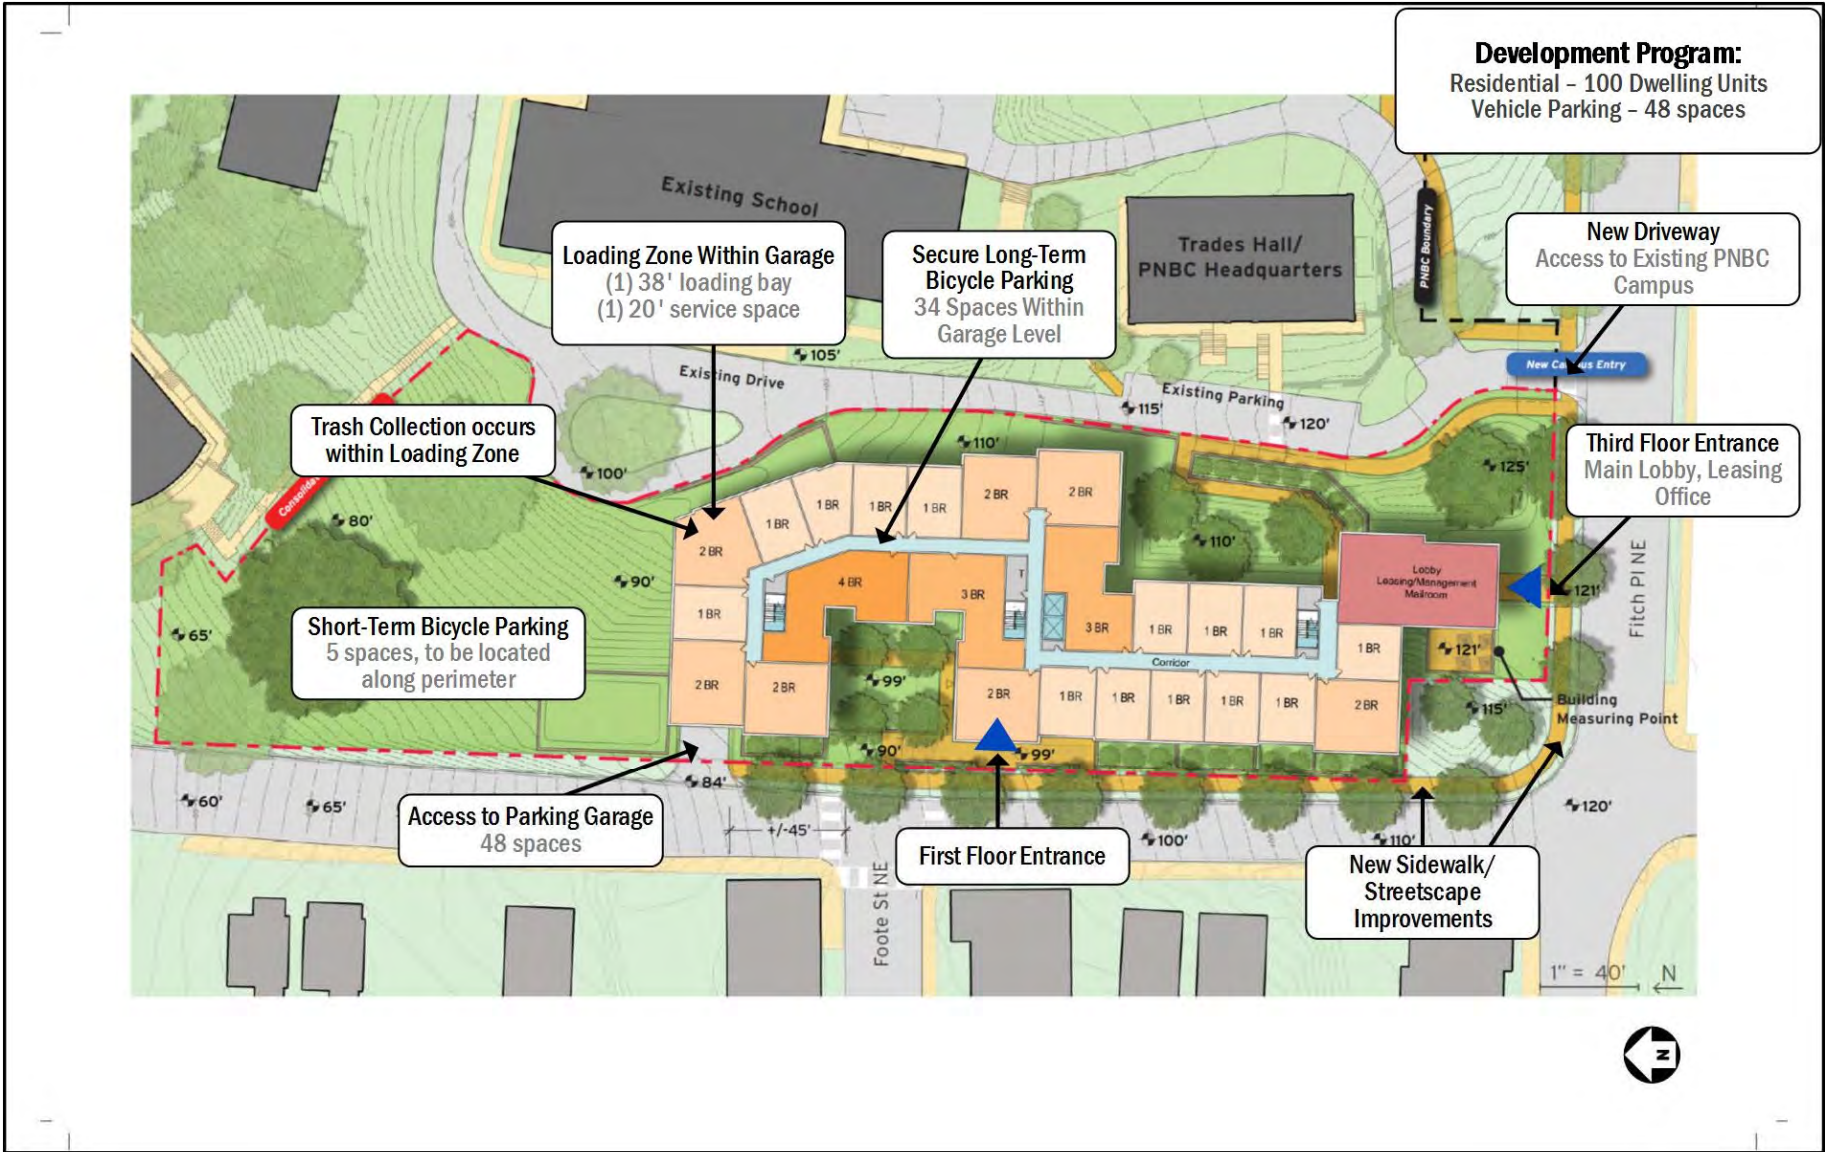 Development Program:
Residential – 100 Dwelling Units
Vehicle Parking – 48 spaces
Existing School
Trades Hall/
PNBC Headquarters
PNBC Boundary
New Driveway
Access to Existing PNBC
Campus
Loading Zone Within Garage
(1) 38' loading bay
(1) 20' service space
Secure Long-Term
Bicycle Parking
34 Spaces Within
Garage Level
105'
Existing Drive
New
Entry
Existing Parking
115'
120'
Trash Collection occurs
within Loading Zone
110'
100'
Third Floor Entrance
Main Lobby, Leasing
Office
125'
80'
2 BR
2 BR
1 BR
1 BR
1 BR
1 BR
2 BR
110'
90'
4 BR
3 BR
T
Lobby
Leasing/Management
Mailroom
121'
Fitch Pl NE
65'
Short-Term Bicycle Parking
5 spaces, to be located
along perimeter
1 BR
3 BR
1 BR
1 BR
1 BR
1 BR
121'
Corridor
2 BR
2 BR
99'
2 BR
1 BR
1 BR
1 BR
1 BR
1 BR
2 BR
115'
Building
Measuring Point
90'
99'
84'
60'
65'
Access to Parking Garage
48 spaces
+/-45'
First Floor Entrance
100'
110'
120'
New Sidewalk/
Streetscape
Improvements
Foote St NE
1" = 40'
N
N